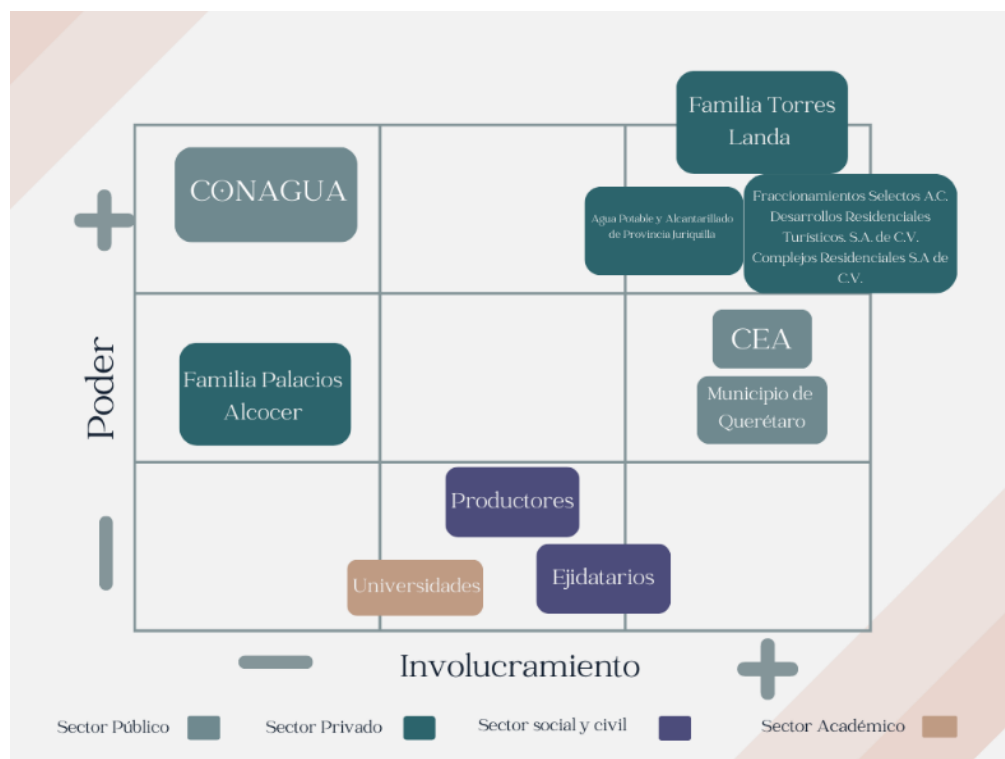 Familia Torres
Landa
CONAGUA
Agua Potable y Alcantarillado
de Provincia Juriquilla
Fraccionamientos Selectos A.C.
Desarrollos Residenciales
Turísticos. S.A. de C.V.
Complejos Residenciales S.A de
C.V.
Poder
CEA
Familia Palacios
Alcocer
Municipio de
Querétaro
Productores
Universidades
Ejidatarios
Involucramiento
Sector Público
Sector Privado
Sector social y civil
Sector Académico